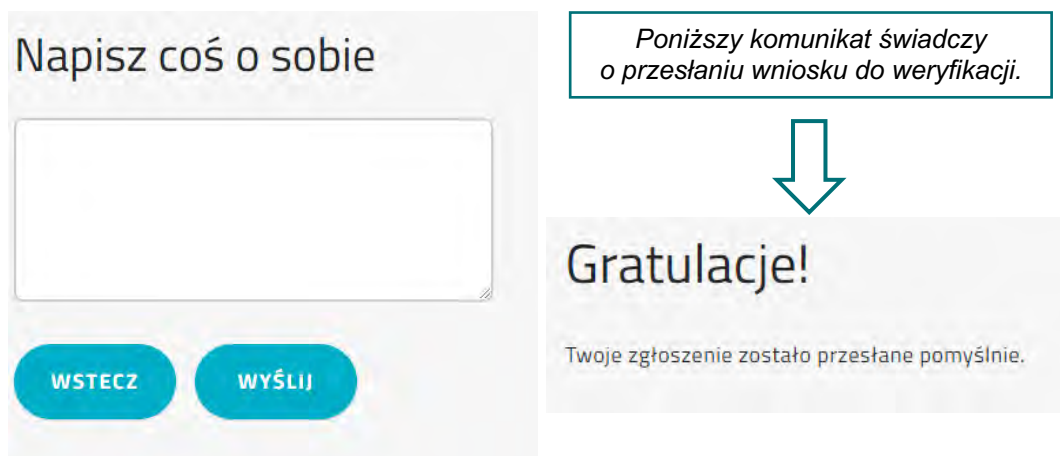 Napisz coś o sobie
WSTECZ
WYŚLIJ
Poniższy komunikat świadczy
o przesłaniu wniosku do weryfikacji.
Gratulacje!
Twoje zgłoszenie zostało przesłane pomyślnie.